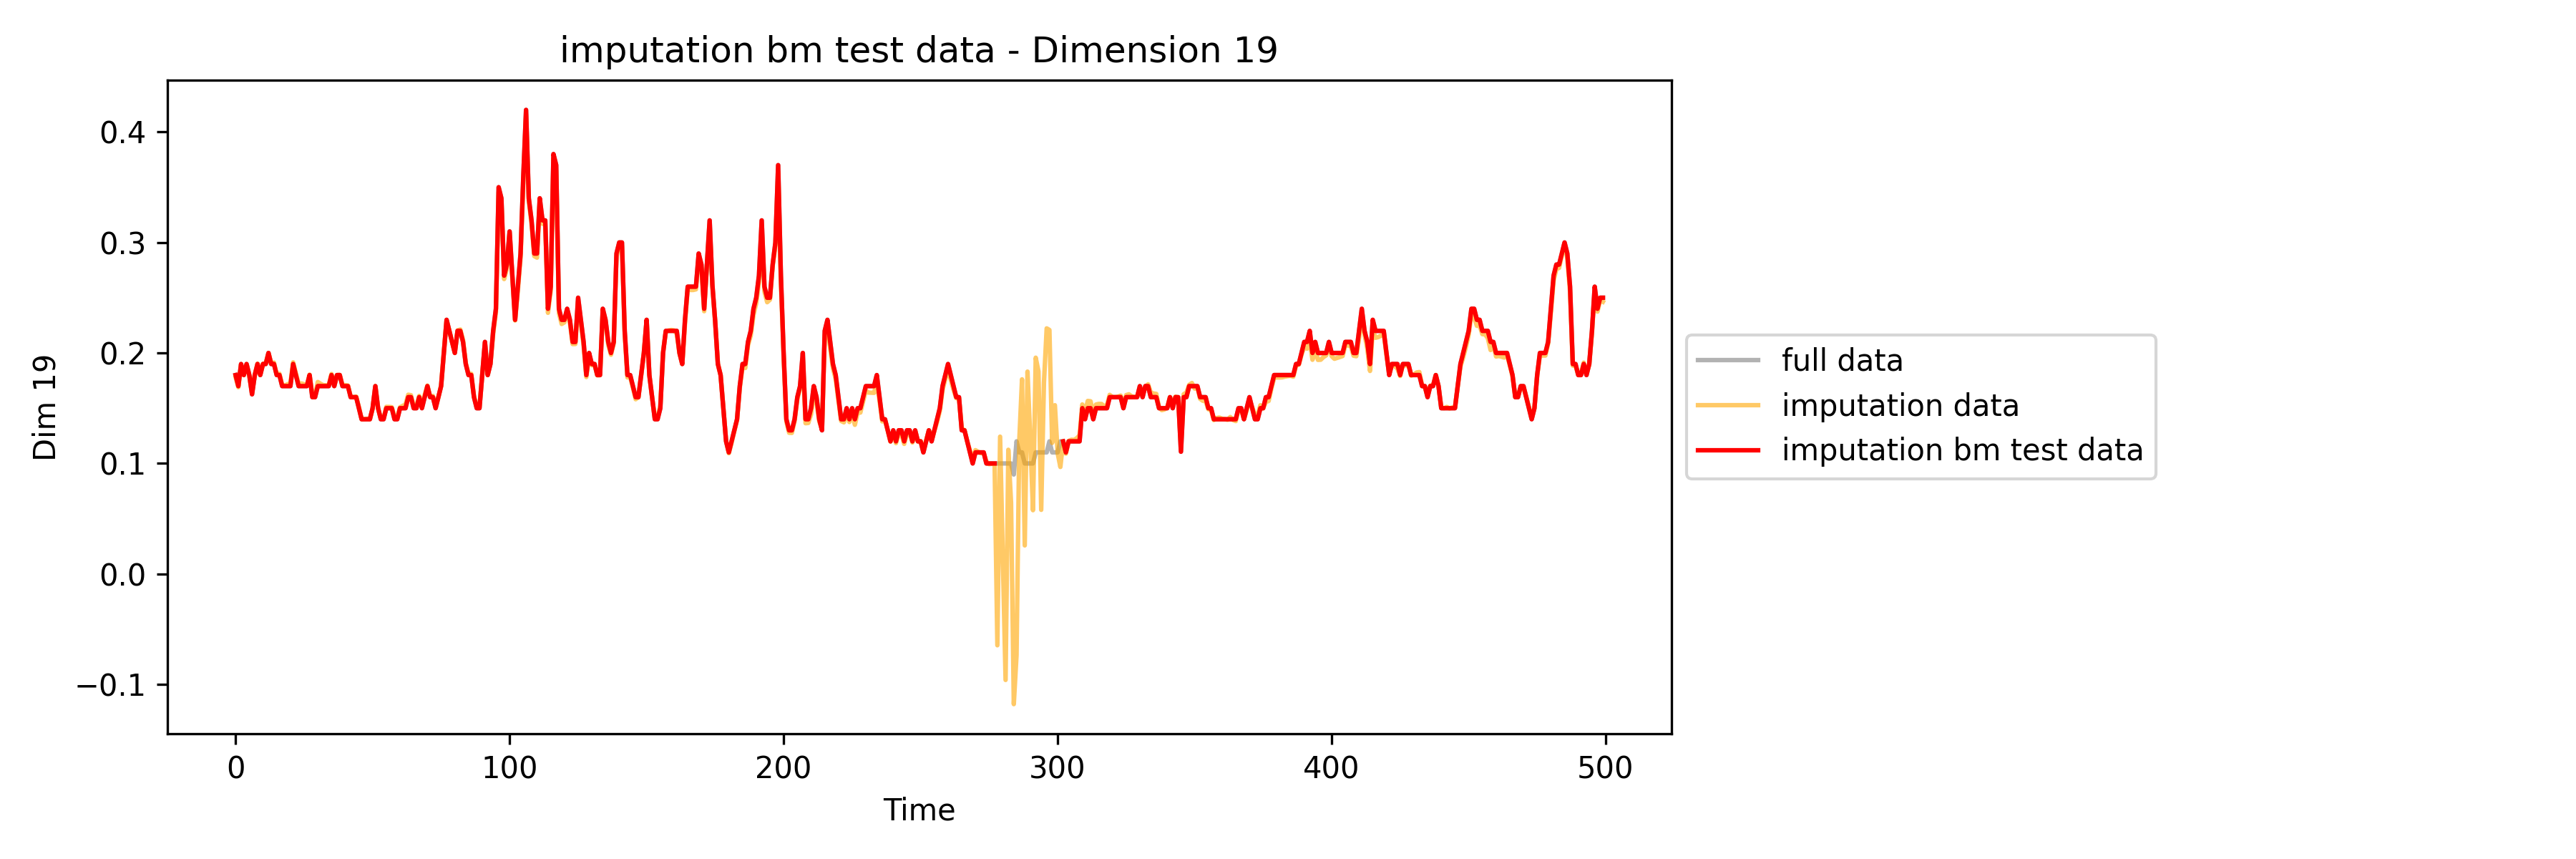 imputation bm test data - Dimension 19
0.4
0.3
0.2
0.1
0.0
−0.1
Dim 19
0 100 200 300 400 500
Time
full data
imputation data
imputation bm test data